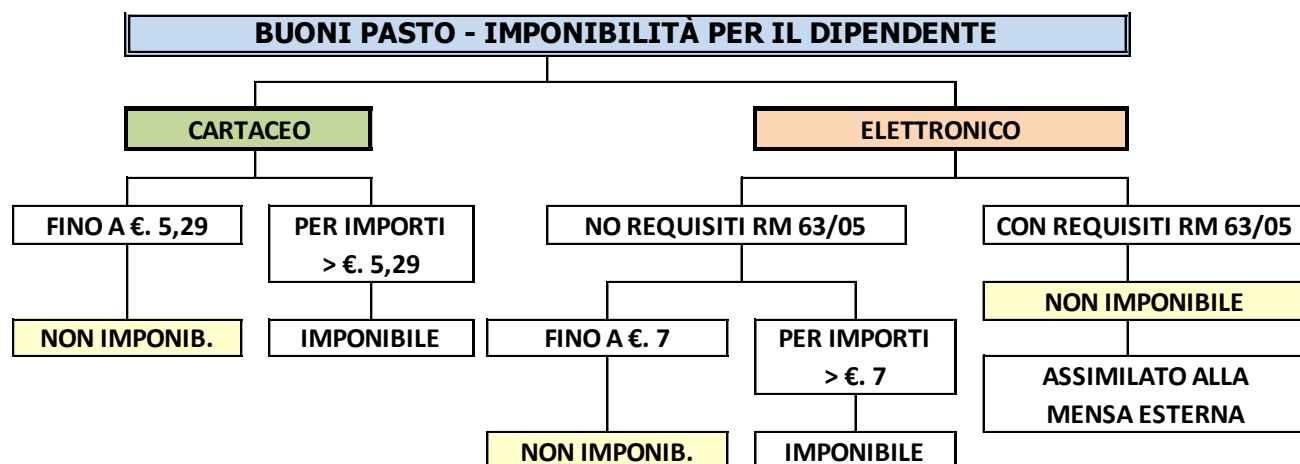 BUONI PASTO - IMPONIBILITÀ PER IL DIPENDENTE
CARTACEO
ELETTRONICO
FINO A €. 5,29
PER IMPORTI
> €. 5,29
NO REQUISITI RM 63/05
CON REQUISITI RM 63/05
NON IMPONIB.
IMPONIBILE
FINO A €. 7
PER IMPORTI
> €. 7
NON IMPONIBILE
ASSIMILATO ALLA
MENSA ESTERNA
NON IMPONIB.
IMPONIBILE